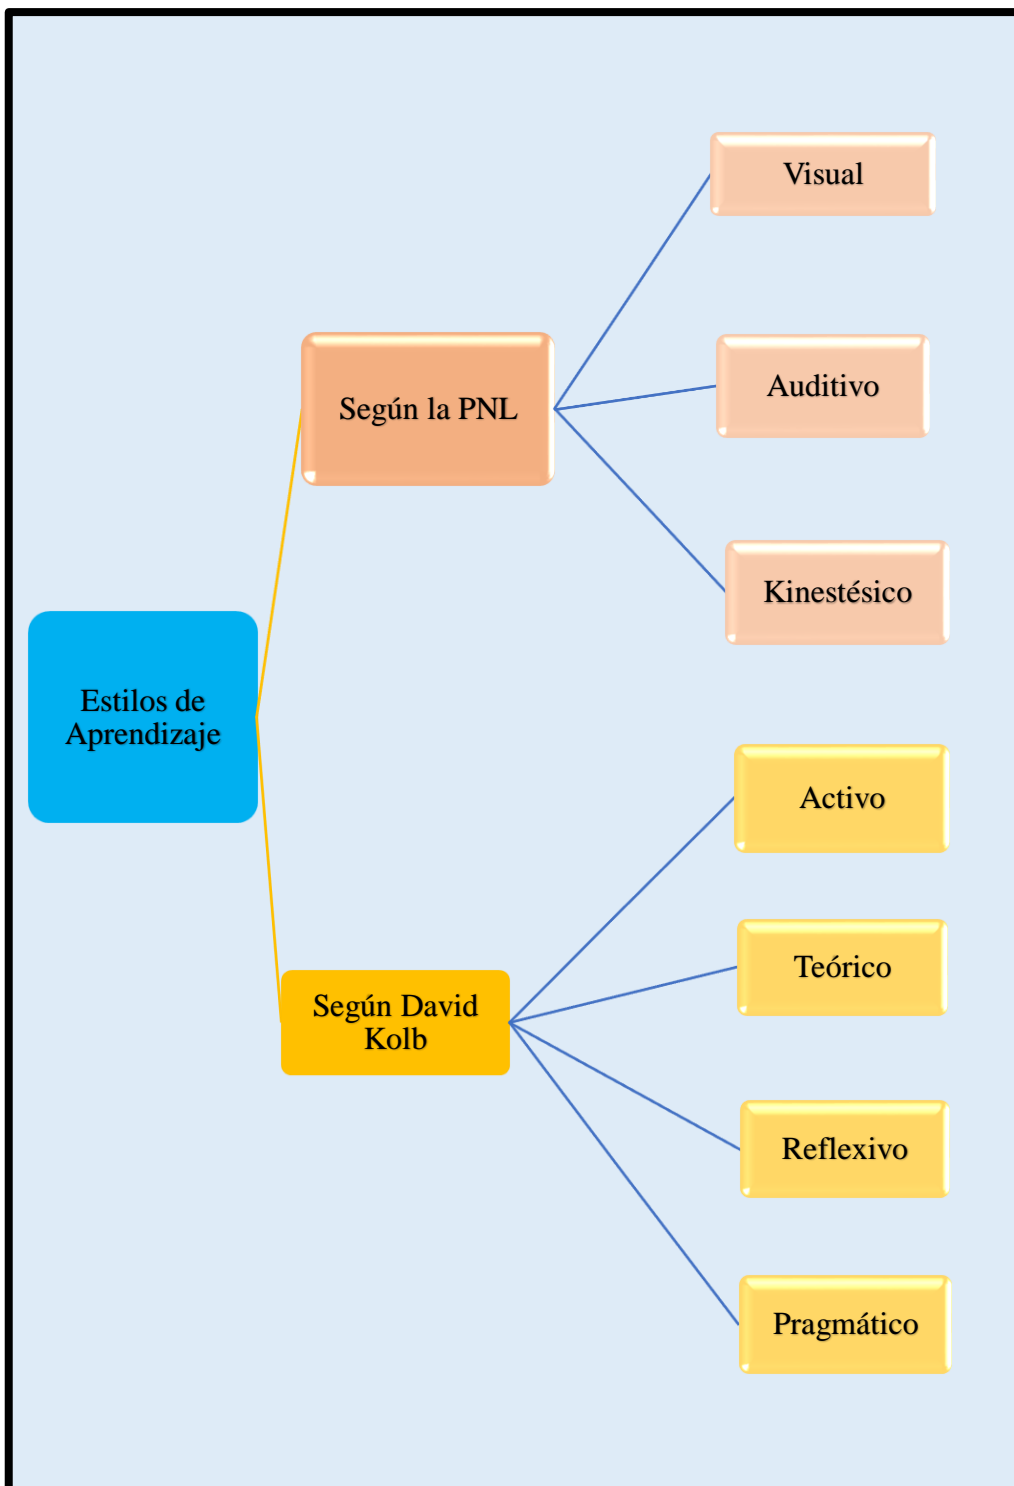 Estilos de
Aprendizaje
Según la PNL
Visual
Auditivo
Kinestésico
Según David
Kolb
Activo
Teórico
Reflexivo
Pragmático